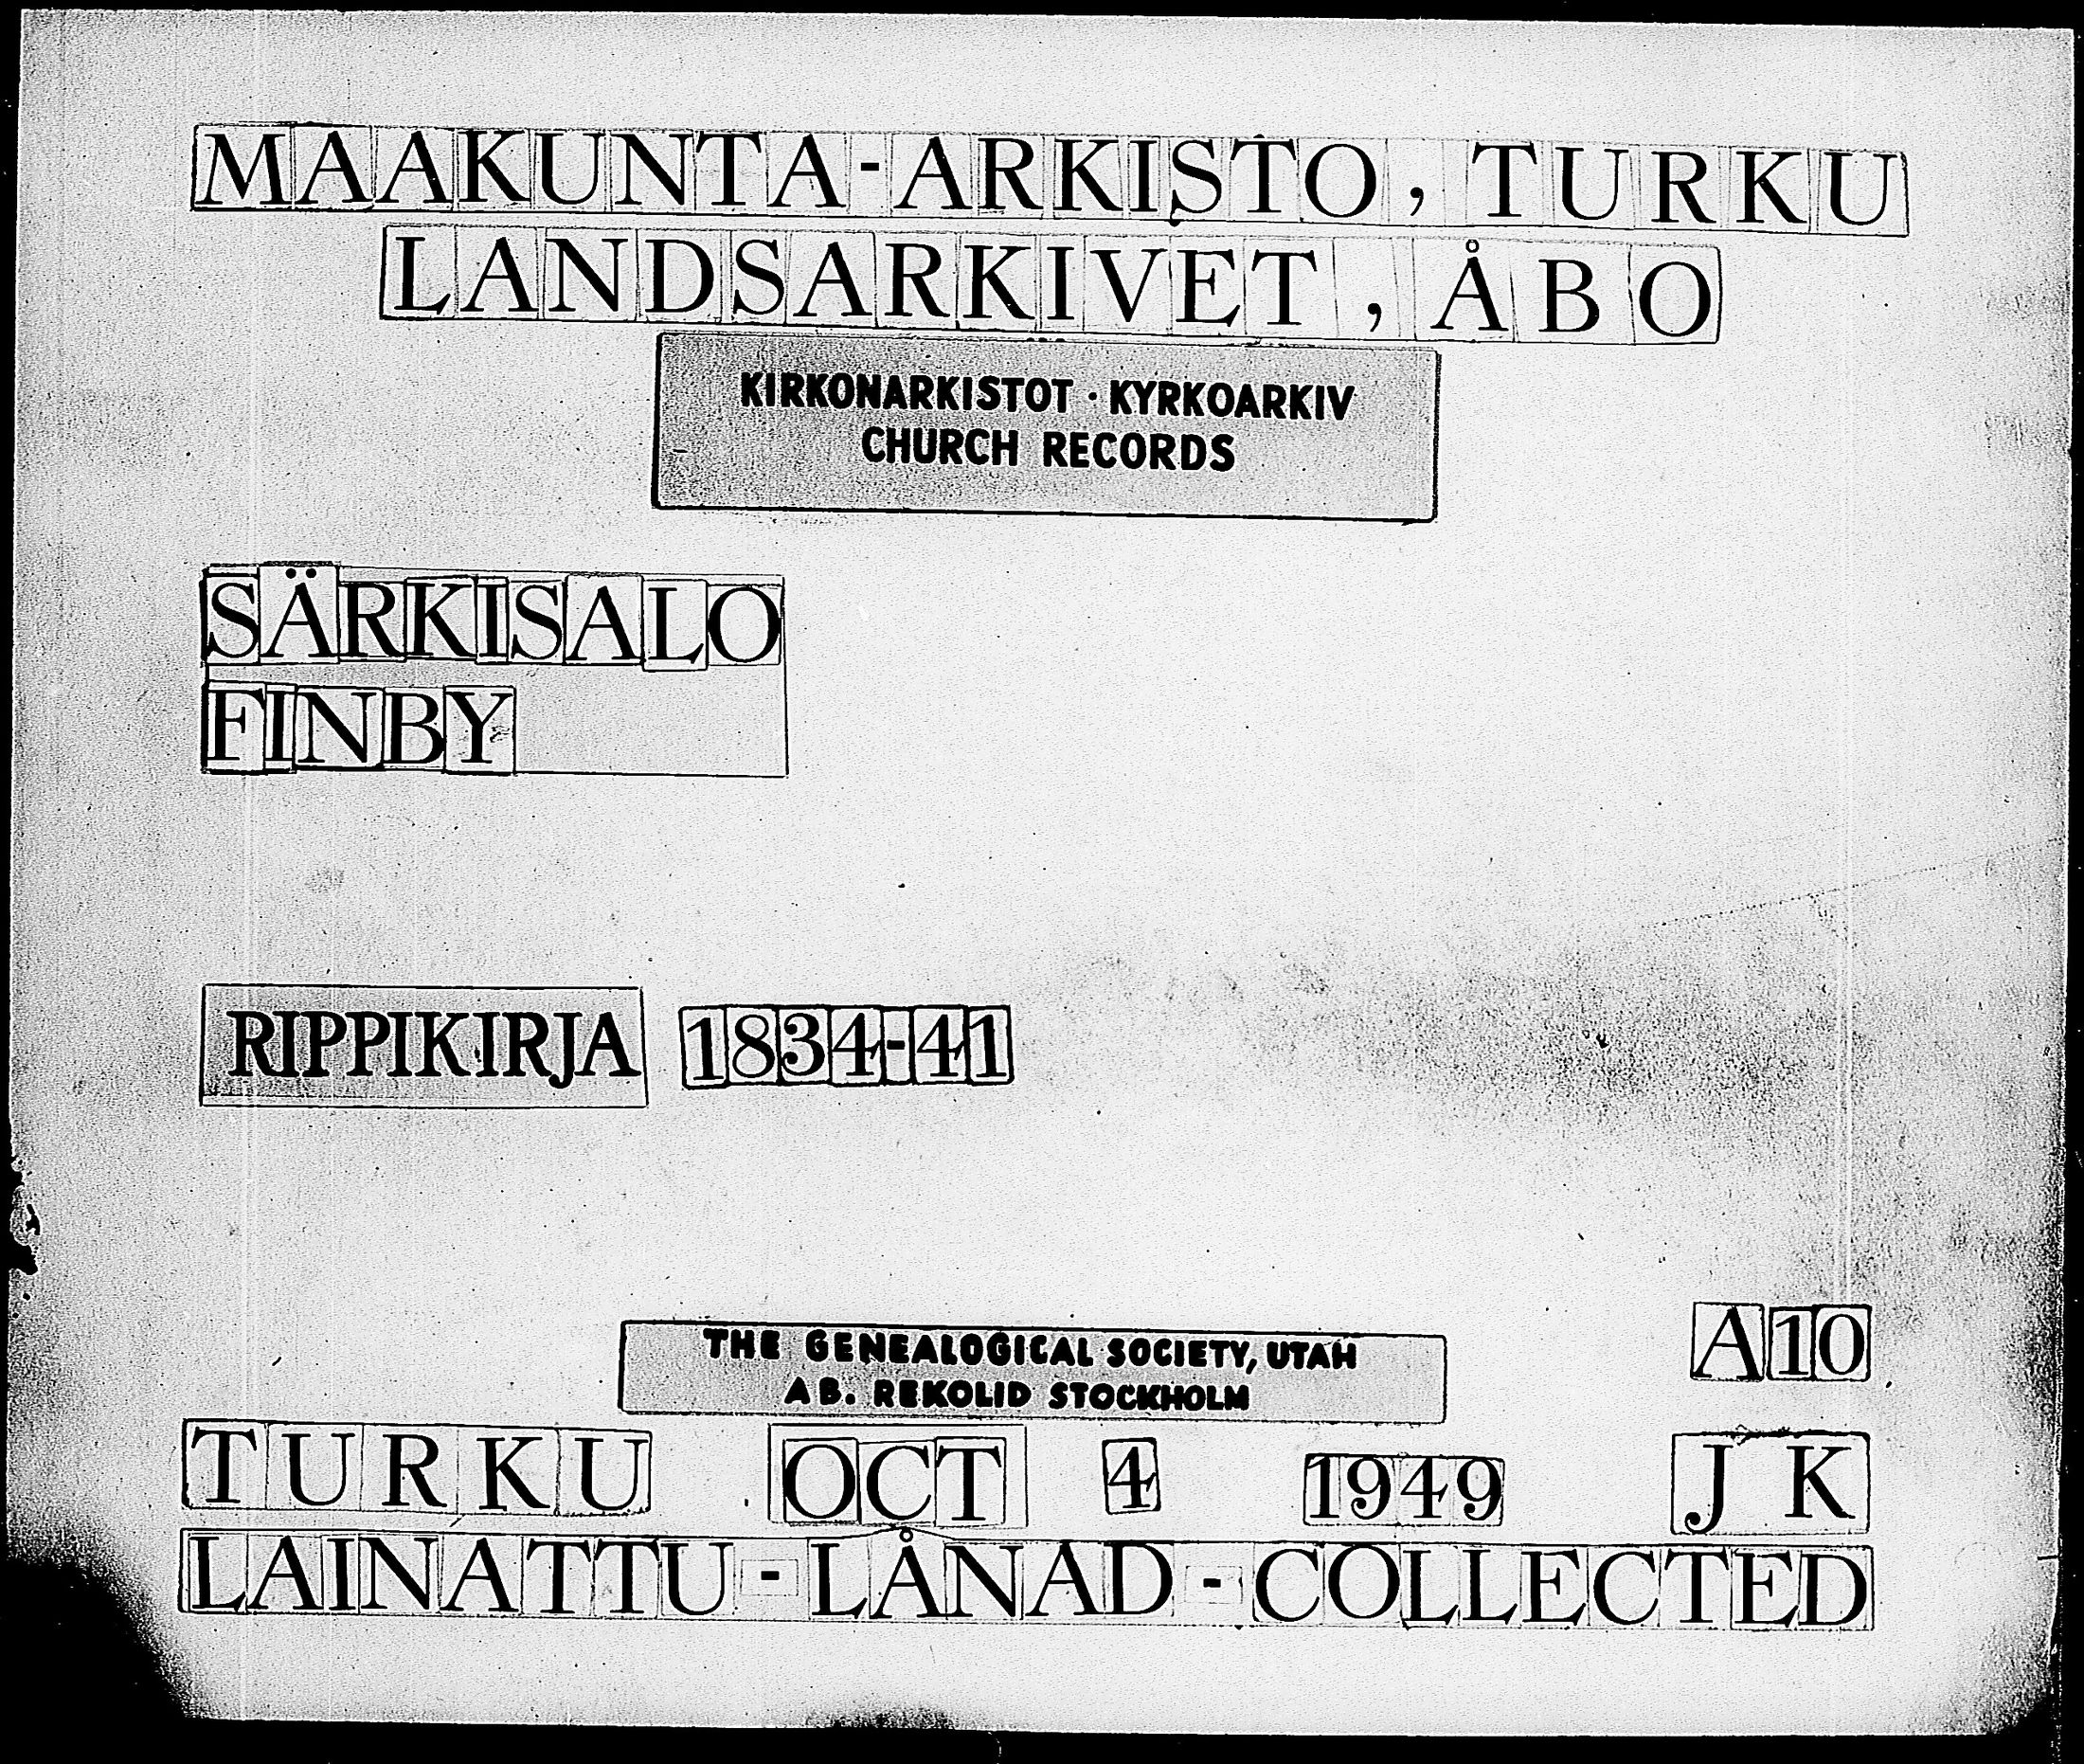 MAAKUNTA-ARKISTO, TURKU
LANDSARKIVET, ÅBO
KIRKONARKISTOT · KYRKOARKIV
CHURCH RECORDS
SÄRKISALO
FINBY
RIPPIKIRJA 1834-41
A10
THE GENEALOGICAL SOCIETY, UTAH
AB. REKOLID STOCKHOLM
TURKU OCT 4 1949 J K
LAINATTU - LÅNAD - COLLECTED